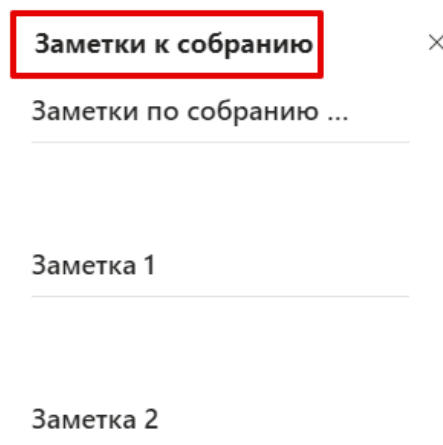 Заметки к собранию
Заметки по собранию ...
Заметка 1
Заметка 2